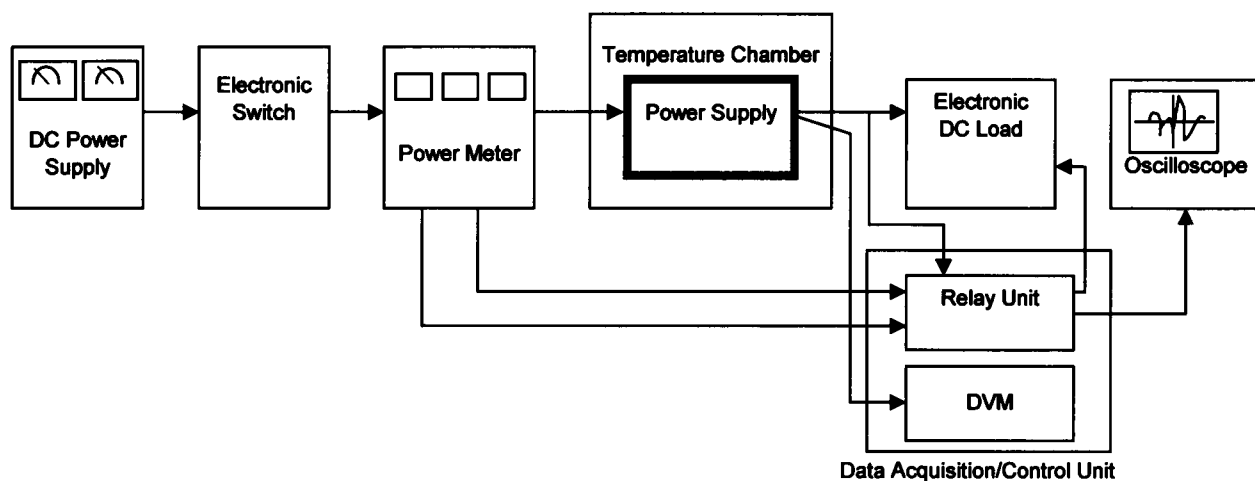 DC Power
Supply
Electronic
Switch
Power Meter
Temperature Chamber
Power Supply
Electronic
DC Load
Oscilloscope
Relay Unit
DVM
Data Acquisition/Control Unit